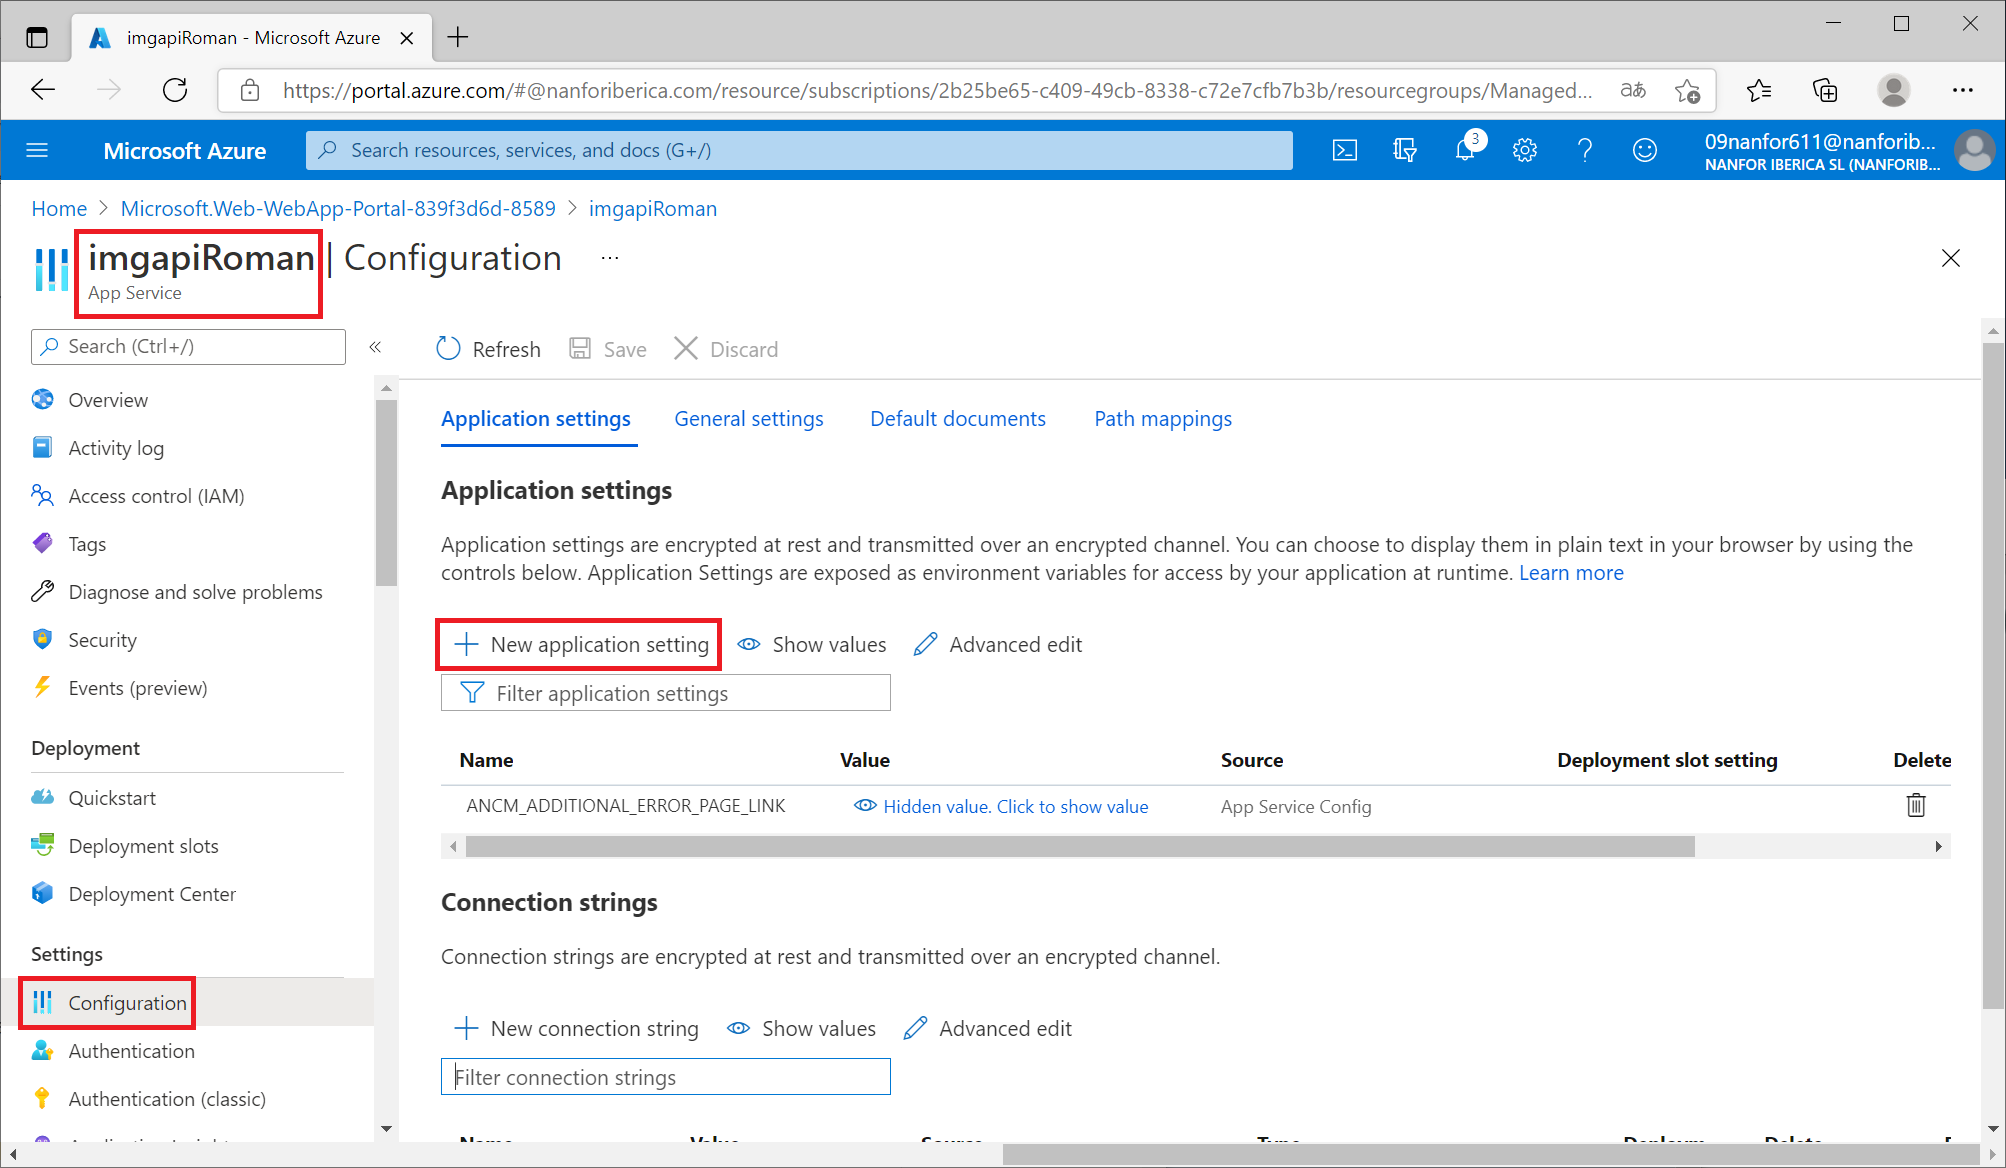 imgapiRoman - Microsoft Azure
https://portal.azure.com/#@nanforiberica.com/resource/subscriptions/2b25be65-c409-49cb-8338-c72e7cfb7b3b/resourcegroups/Managed...
aあ
Microsoft Azure
Search resources, services, and docs (G+/)
3
09nanfor611@nanforib...
NANFOR IBERICA SL (NANFORIB...
Home > Microsoft.Web-WebApp-Portal-839f3d6d-8589 > imgapiRoman
imgapiRoman | Configuration ...
App Service
Search (Ctrl+/)
«
Refresh
Save
Discard
Overview
Activity log
Access control (IAM)
Tags
Diagnose and solve problems
Security
Events (preview)
Deployment
Quickstart
Deployment slots
Deployment Center
Settings
Configuration
Authentication
Authentication (classic)
Application settings
General settings
Default documents
Path mappings
Application settings
Application settings are encrypted at rest and transmitted over an encrypted channel. You can choose to display them in plain text in your browser by using the
controls below. Application Settings are exposed as environment variables for access by your application at runtime. Learn more
New application setting
Show values
Advanced edit
Filter application settings
Name Value Source Deployment slot setting Delete
ANCM_ADDITIONAL_ERROR_PAGE_LINK Hidden value. Click to show value App Service Config
Connection strings
Connection strings are encrypted at rest and transmitted over an encrypted channel.
New connection string
Show values
Advanced edit
Filter connection strings
Name Value Source Type Deploym Delete